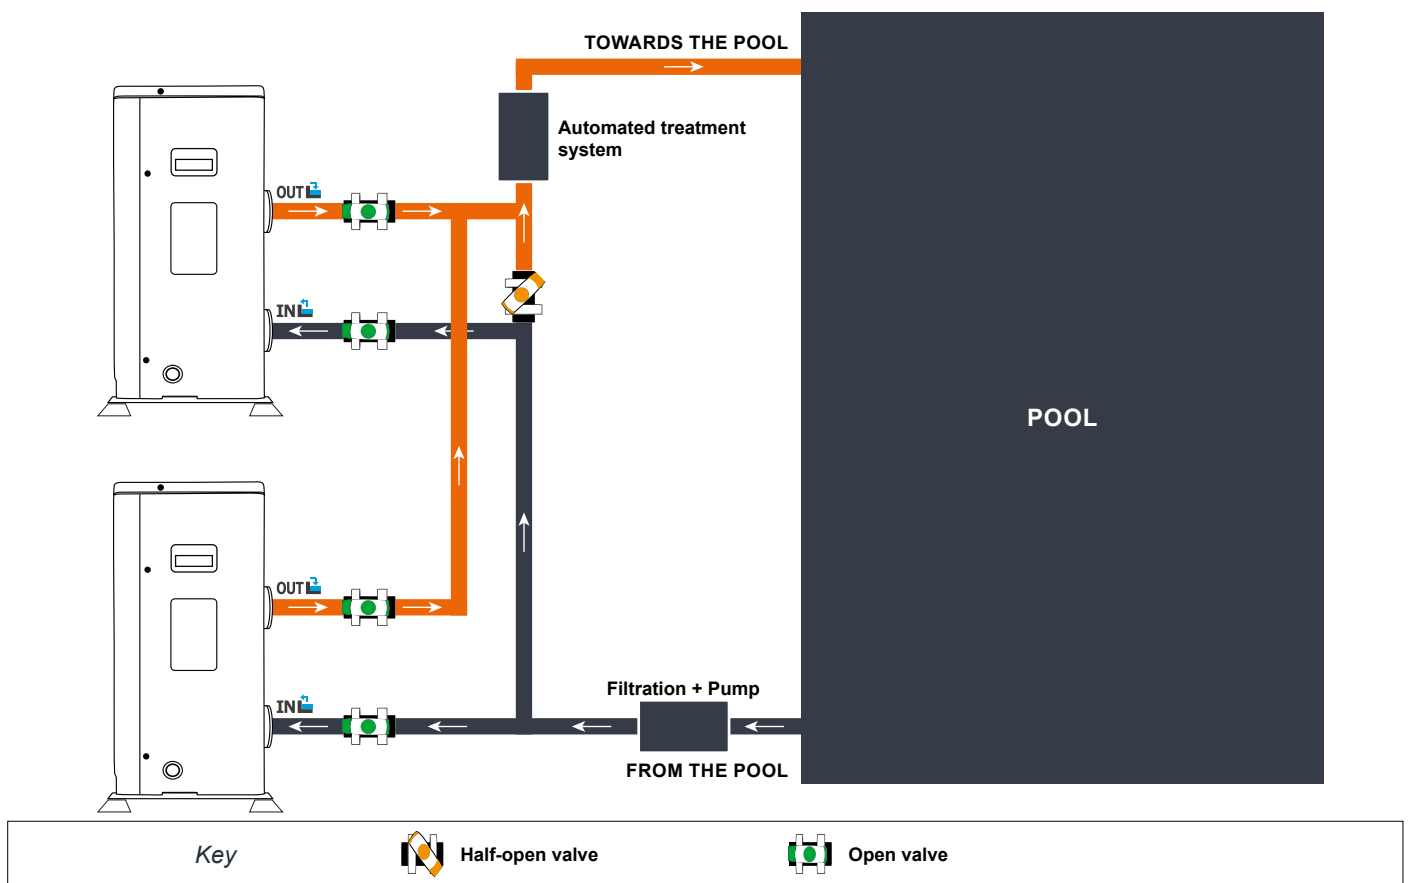 TOWARDS THE POOL
Automated treatment
system
OUT
IN
POOL
OUT
IN
Filtration + Pump
FROM THE POOL
Key
Half-open valve
Open valve